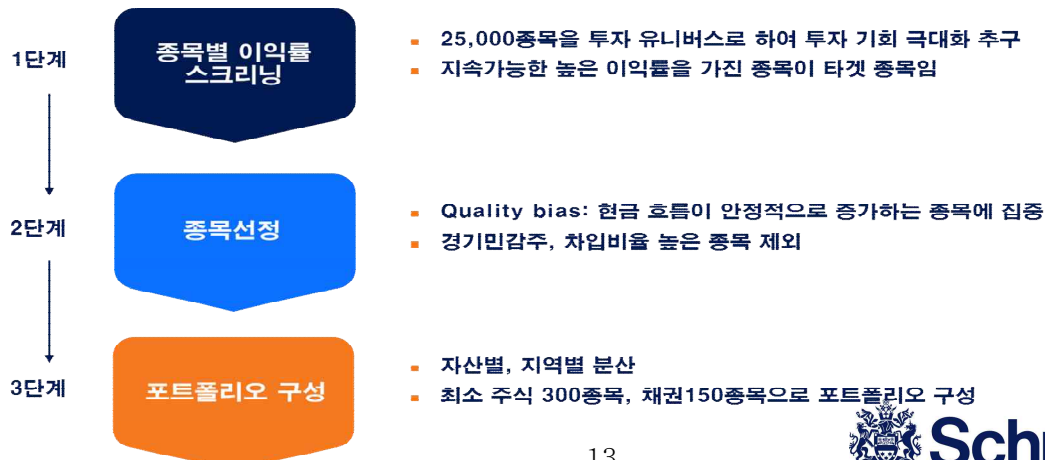 1단계
종목별 이익률
스크리닝
25,000종목을 투자 유니버스로 하여 투자 기회 극대화 추구
지속가능한 높은 이익률을 가진 종목이 타겟 종목임
2단계
종목선정
Quality bias: 현금 흐름이 안정적으로 증가하는 종목에 집중
경기민감주, 차입비율 높은 종목 제외
3단계
포트폴리오 구성
자산별, 지역별 분산
최소 주식 300종목, 채권150종목으로 포트폴리오 구성
13